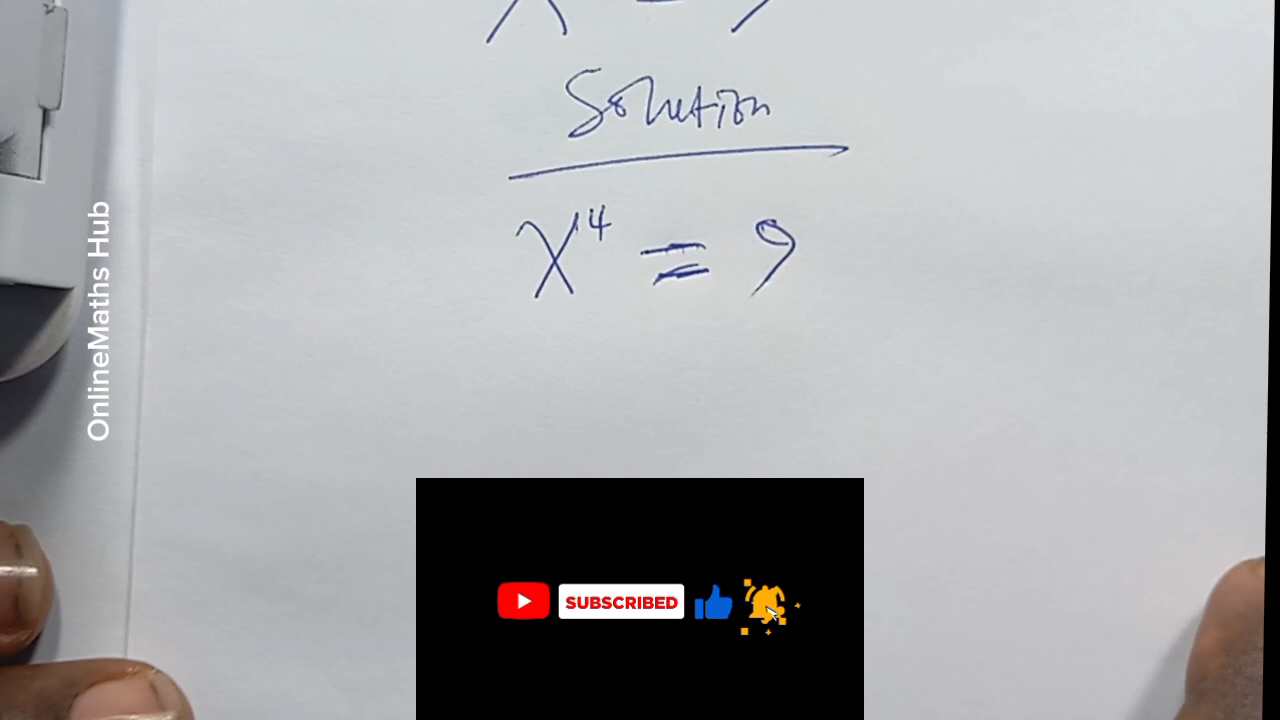 Solution
x⁴ = 9
OnlineMaths Hub
SUBSCRIBED